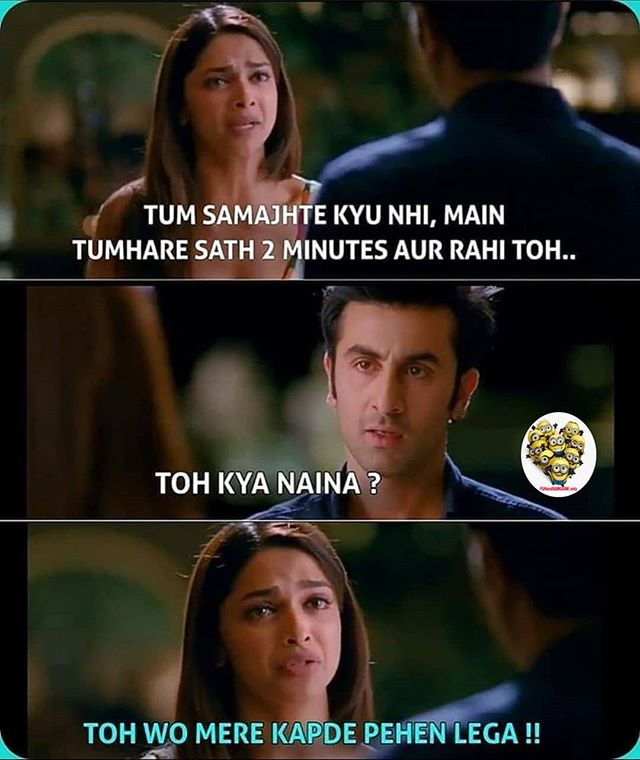 TUM SAMAJHTE KYU NHI, MAIN
TUMHARE SATH 2 MINUTES AUR RAHI TOH..
TOH KYA NAINA ?
TOH WO MERE KAPDE PEHEN LEGA !!